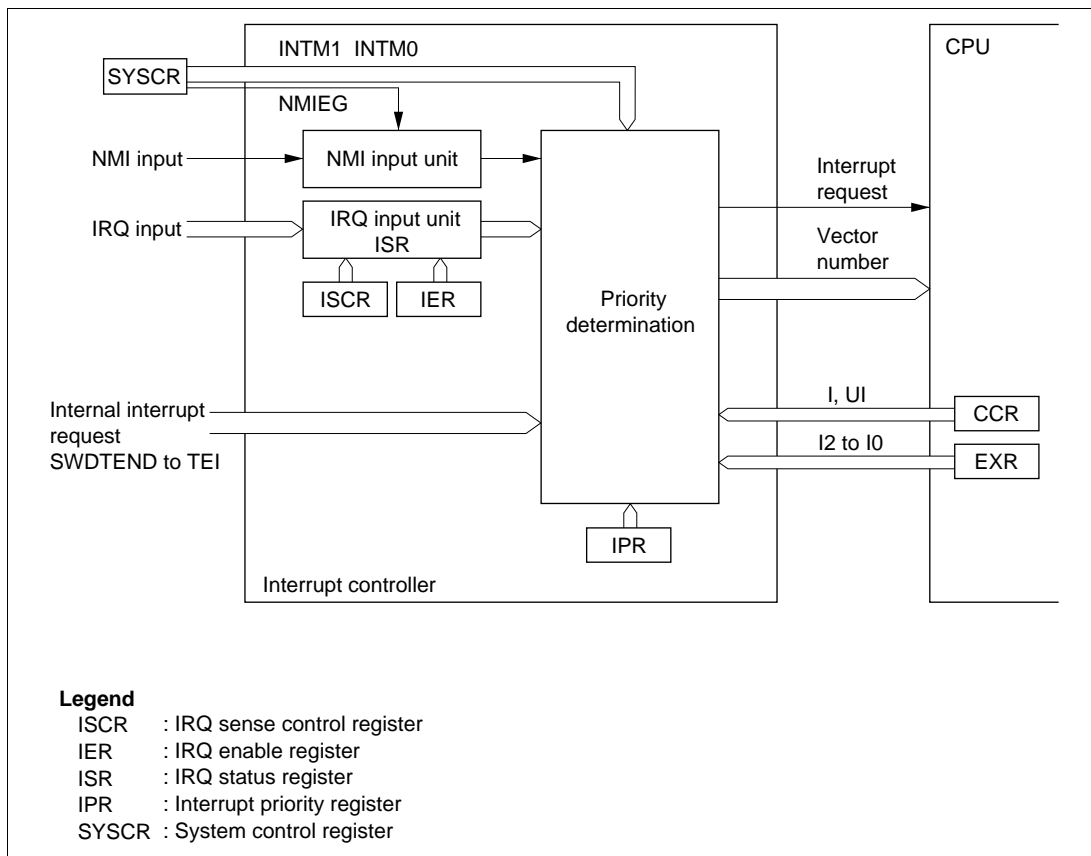 INTM1 INTM0
CPU
SYSCR
NMIEG
NMI input
NMI input unit
Interrupt
request
IRQ input
IRQ input unit
ISR
Vector
number
ISCR
IER
Priority
determination
Internal interrupt
request
SWDTEND to TEI
I, UI
CCR
I2 to I0
EXR
IPR
Interrupt controller
Legend
ISCR : IRQ sense control register
IER : IRQ enable register
ISR : IRQ status register
IPR : Interrupt priority register
SYSCR : System control register